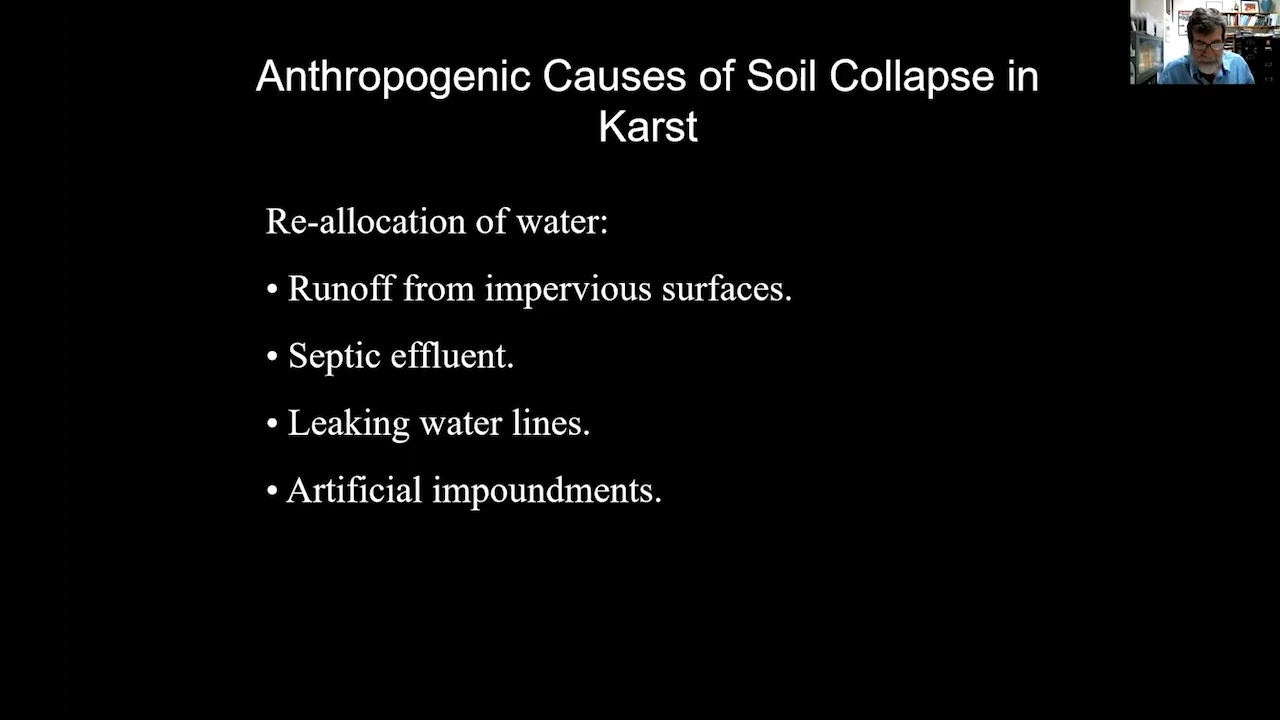 Anthropogenic Causes of Soil Collapse in
Karst
Re-allocation of water:
• Runoff from impervious surfaces.
• Septic effluent.
• Leaking water lines.
• Artificial impoundments.